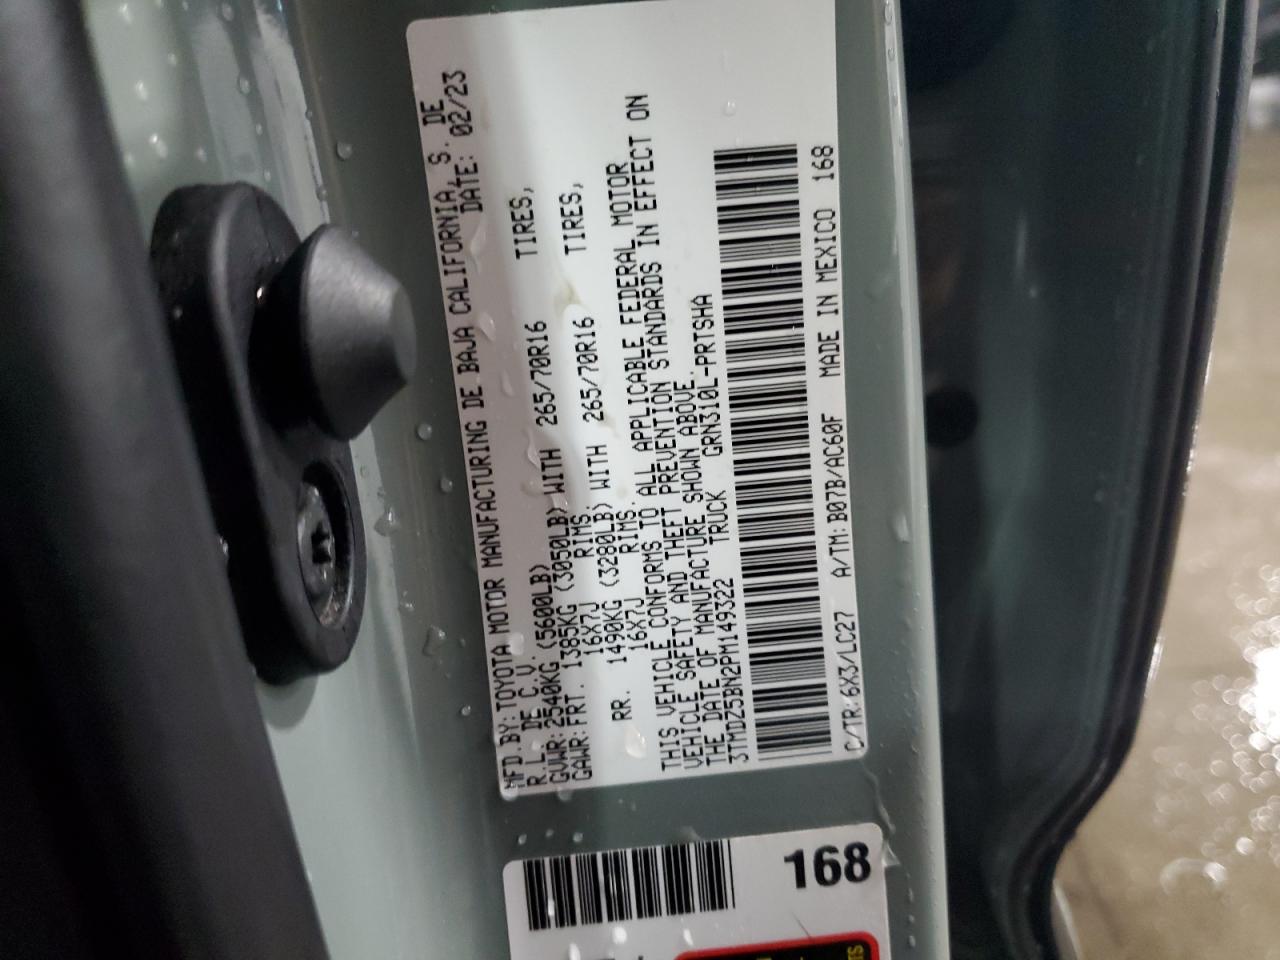 MFD.BY:TOYOTA MOTOR MANUFACTURING DE BAJA CALIFORNIA, S. DE
R.L. DE C.V. DATE: 02/23
GVWR:2540KG (5600LB)
GAWR:FRT. 1385KG (3050LB) WITH 265/70R16 TIRES,
16X7J RIMS.
RR. 1490KG (3280LB) WITH 265/70R16 TIRES,
16X7J RIMS.
THIS VEHICLE CONFORMS TO ALL APPLICABLE FEDERAL MOTOR
VEHICLE SAFETY AND THEFT PREVENTION STANDARDS IN EFFECT ON
THE DATE OF MANUFACTURE SHOWN ABOVE.
3TMDZ5BN2PM149322 TRUCK GRN310L-PRTSHA
C/TR:6X3/LC27 A/TM:B07B/AC60F MADE IN MEXICO 168
168